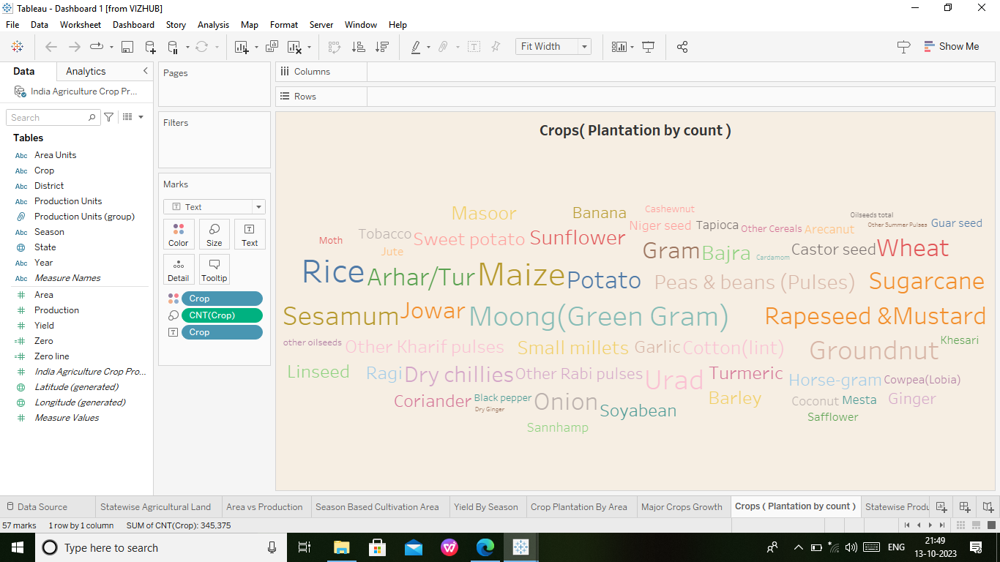 Tableau - Dashboard 1 [from VIZHUB]
File Data Worksheet Dashboard Story Analysis Map Format Server Window Help
Fit Width
Show Me
Data Analytics
India Agriculture Crop Pr...
Search
Tables
Abc Area Units
Abc Crop
Abc District
Abc Production Units
Production Units (group)
Abc Season
State
Abc Year
Abc Measure Names
Area
Production
Yield
Zero
Zero line
India Agriculture Crop Pro...
Latitude (generated)
Longitude (generated)
Measure Values
Pages
Filters
Marks
Text
Color Size Text
Detail Tooltip
Crop
CNT(Crop)
Crop
Columns
Rows
Crops( Plantation by count )
Masoor Banana Cashewnut Oilseeds total
Niger seed Tapioca Other Cereals Arecanut Other Summer Pulses Guar seed
Moth Tobacco Sweet potato Sunflower
Jute Gram Bajra Cardamom Castor seed Wheat
Rice Arhar/Tur Maize Potato Peas & beans (Pulses) Sugarcane
Sesamum Jowar Moong(Green Gram) Rapeseed &Mustard
other oilseeds Other Kharif pulses Small millets Garlic Cotton(lint) Groundnut Khesari
Linseed Ragi Dry chillies Other Rabi pulses Urad Turmeric Horse-gram Cowpea(Lobia)
Coriander Black pepper Onion Soyabean Barley Coconut Mesta Ginger
Dry Ginger Safflower
Sannhamp
Data Source Statewise Agricultural Land Area vs Production Season Based Cultivation Area Yield By Season Crop Plantation By Area Major Crops Growth Crops ( Plantation by count ) Statewise Produ
57 marks 1 row by 1 column SUM of CNT(Crop): 345,375
Type here to search
ENG
21:49
13-10-2023